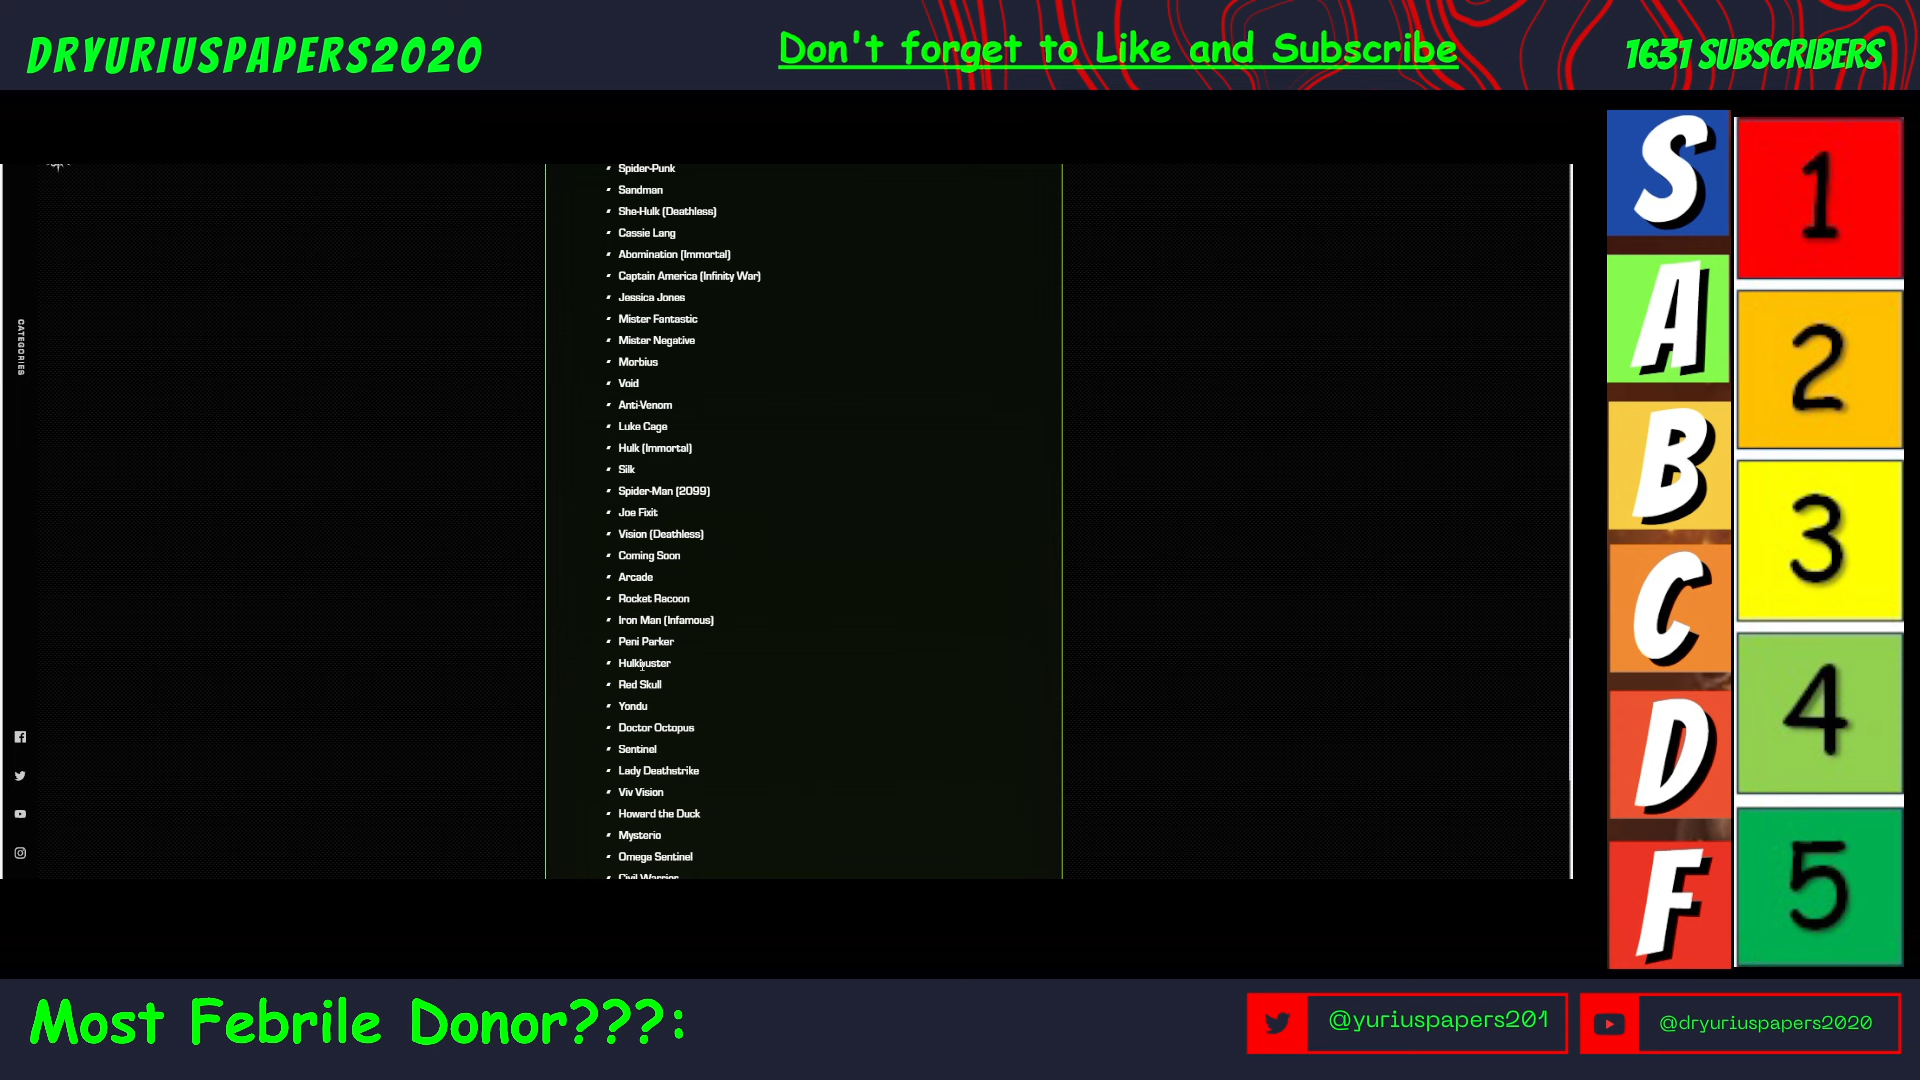 DRYURIUSPAPERS2020
Don't forget to Like and Subscribe
1631 SUBSCRIBERS
CATEGORIES
Spider-Punk
Sandman
She-Hulk (Deathless)
Cassie Lang
Abomination (Immortal)
Captain America (Infinity War)
Jessica Jones
Mister Fantastic
Mister Negative
Morbius
Void
Anti-Venom
Luke Cage
Hulk (Immortal)
Silk
Spider-Man (2099)
Joe Fixit
Vision (Deathless)
Coming Soon
Arcade
Rocket Racoon
Iron Man (Infamous)
Peni Parker
Hulkbuster
Red Skull
Yondu
Doctor Octopus
Sentinel
Lady Deathstrike
Viv Vision
Howard the Duck
Mysterio
Omega Sentinel
Civil Warrior
S
A
B
C
D
F
1
2
3
4
5
Most Febrile Donor???:
@yuriuspapers201
@dryuriuspapers2020